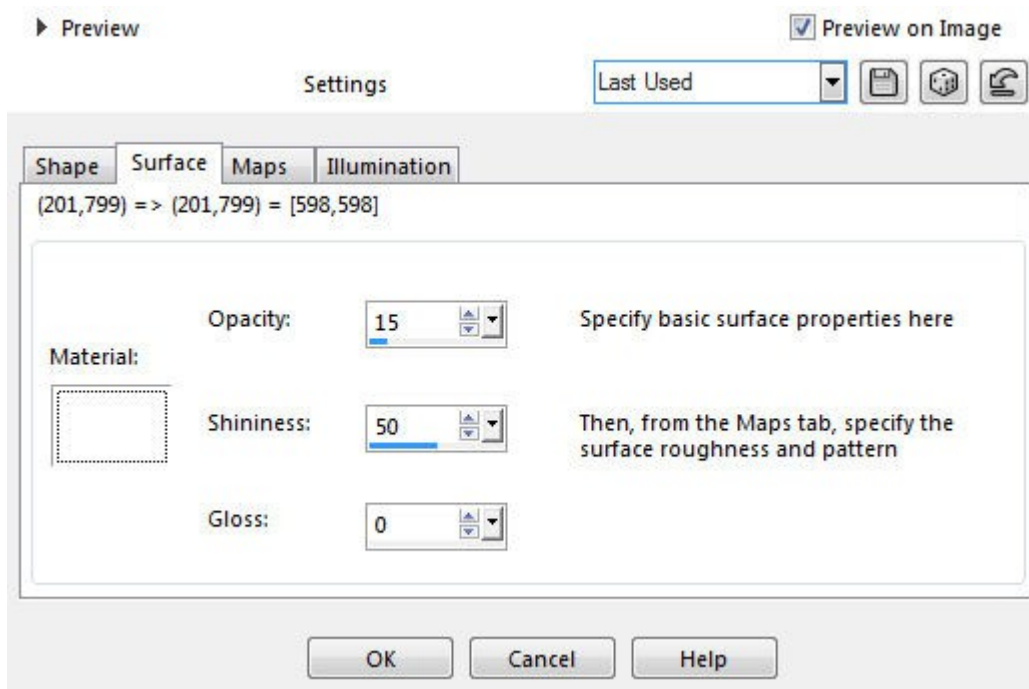 Preview
Preview on Image
Settings
Last Used
Shape Surface Maps Illumination
(201,799) => (201,799) = [598,598]
Opacity: 15 Specify basic surface properties here
Material:
Shininess: 50 Then, from the Maps tab, specify the
surface roughness and pattern
Gloss: 0
OK Cancel Help